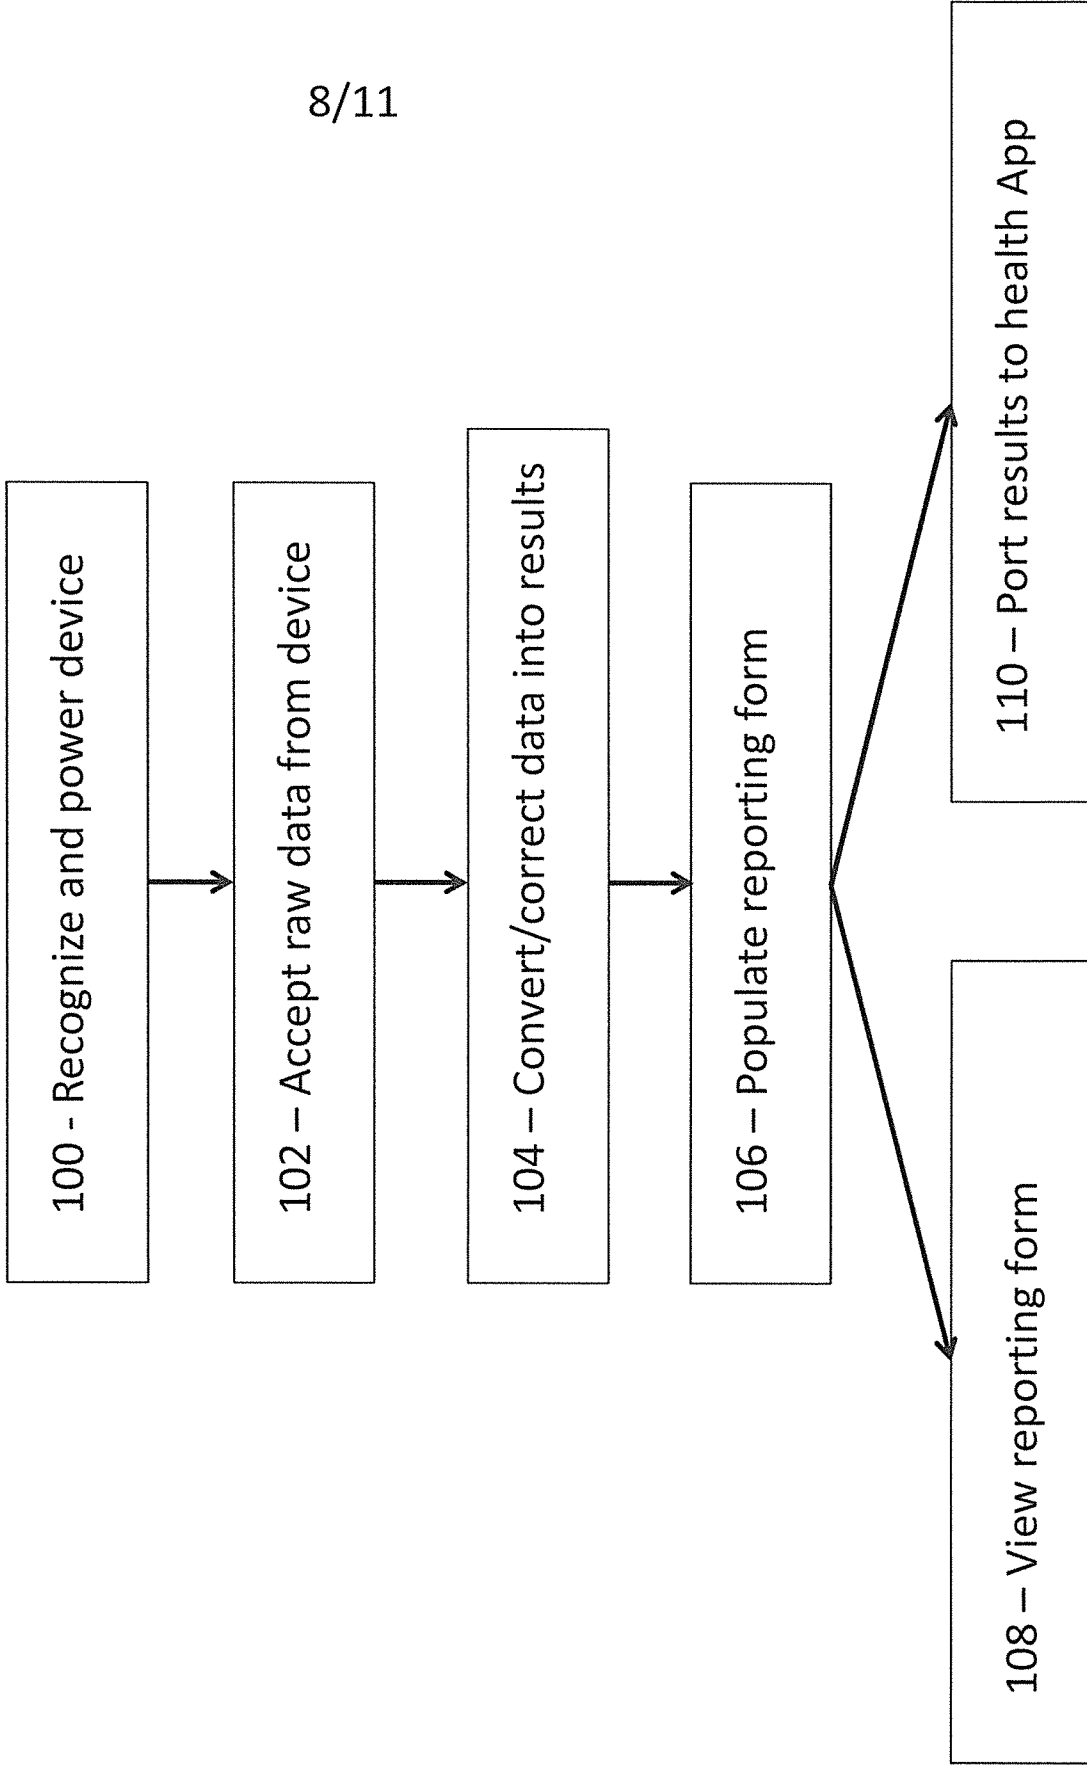 8/11
100 - Recognize and power device
102 – Accept raw data from device
104 – Convert/correct data into results
106 – Populate reporting form
108 – View reporting form
110 – Port results to health App